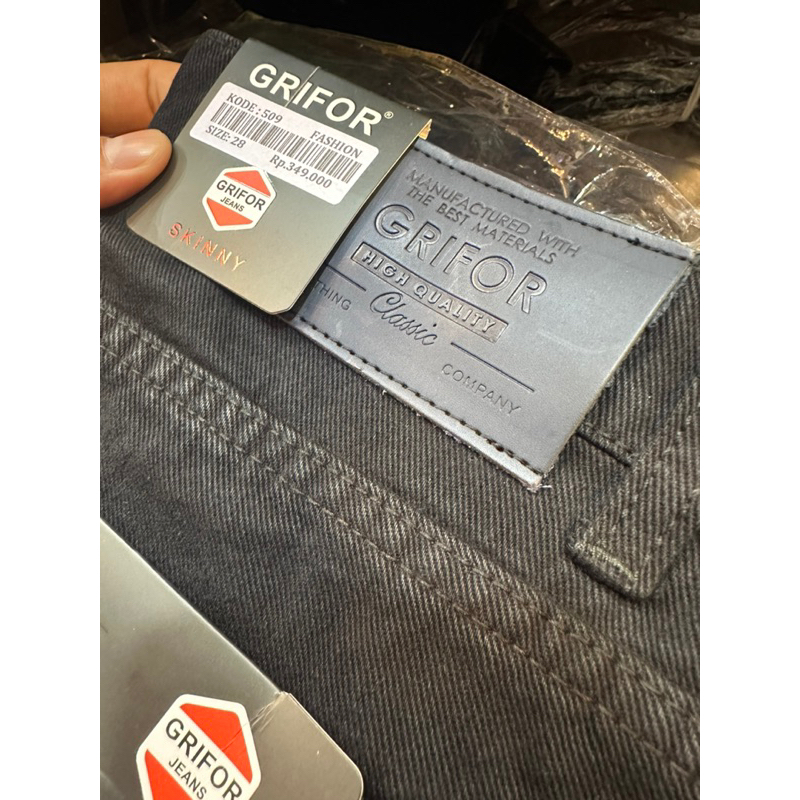 GRIFOR®
KODE : 509
FASHION
SIZE: 28
Rp.349.000
GRIFOR
JEANS
SKINNY
MANUFACTURED WITH
THE BEST MATERIALS
GRIFOR
HIGH QUALITY
THING
Classic
COMPANY
GRIFOR
JEANS